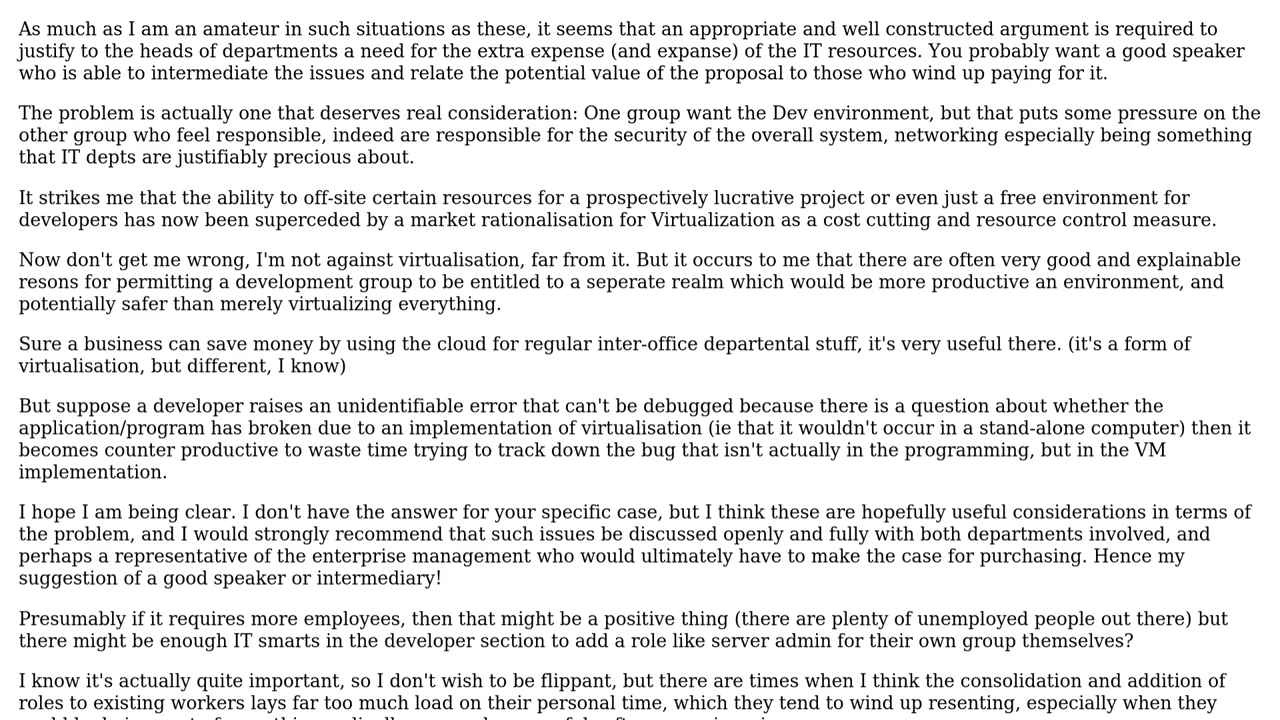 As much as I am an amateur in such situations as these, it seems that an appropriate and well constructed argument is required to
justify to the heads of departments a need for the extra expense (and expanse) of the IT resources. You probably want a good speaker
who is able to intermediate the issues and relate the potential value of the proposal to those who wind up paying for it.
The problem is actually one that deserves real consideration: One group want the Dev environment, but that puts some pressure on the
other group who feel responsible, indeed are responsible for the security of the overall system, networking especially being something
that IT depts are justifiably precious about.
It strikes me that the ability to off-site certain resources for a prospectively lucrative project or even just a free environment for
developers has now been superceded by a market rationalisation for Virtualization as a cost cutting and resource control measure.
Now don't get me wrong, I'm not against virtualisation, far from it. But it occurs to me that there are often very good and explainable
resons for permitting a development group to be entitled to a seperate realm which would be more productive an environment, and
potentially safer than merely virtualizing everything.
Sure a business can save money by using the cloud for regular inter-office departental stuff, it's very useful there. (it's a form of
virtualisation, but different, I know)
But suppose a developer raises an unidentifiable error that can't be debugged because there is a question about whether the
application/program has broken due to an implementation of virtualisation (ie that it wouldn't occur in a stand-alone computer) then it
becomes counter productive to waste time trying to track down the bug that isn't actually in the programming, but in the VM
implementation.
I hope I am being clear. I don't have the answer for your specific case, but I think these are hopefully useful considerations in terms of
the problem, and I would strongly recommend that such issues be discussed openly and fully with both departments involved, and
perhaps a representative of the enterprise management who would ultimately have to make the case for purchasing. Hence my
suggestion of a good speaker or intermediary!
Presumably if it requires more employees, then that might be a positive thing (there are plenty of unemployed people out there) but
there might be enough IT smarts in the developer section to add a role like server admin for their own group themselves?
I know it's actually quite important, so I don't wish to be flippant, but there are times when I think the consolidation and addition of
roles to existing workers lays far too much load on their personal time, which they tend to wind up resenting, especially when they